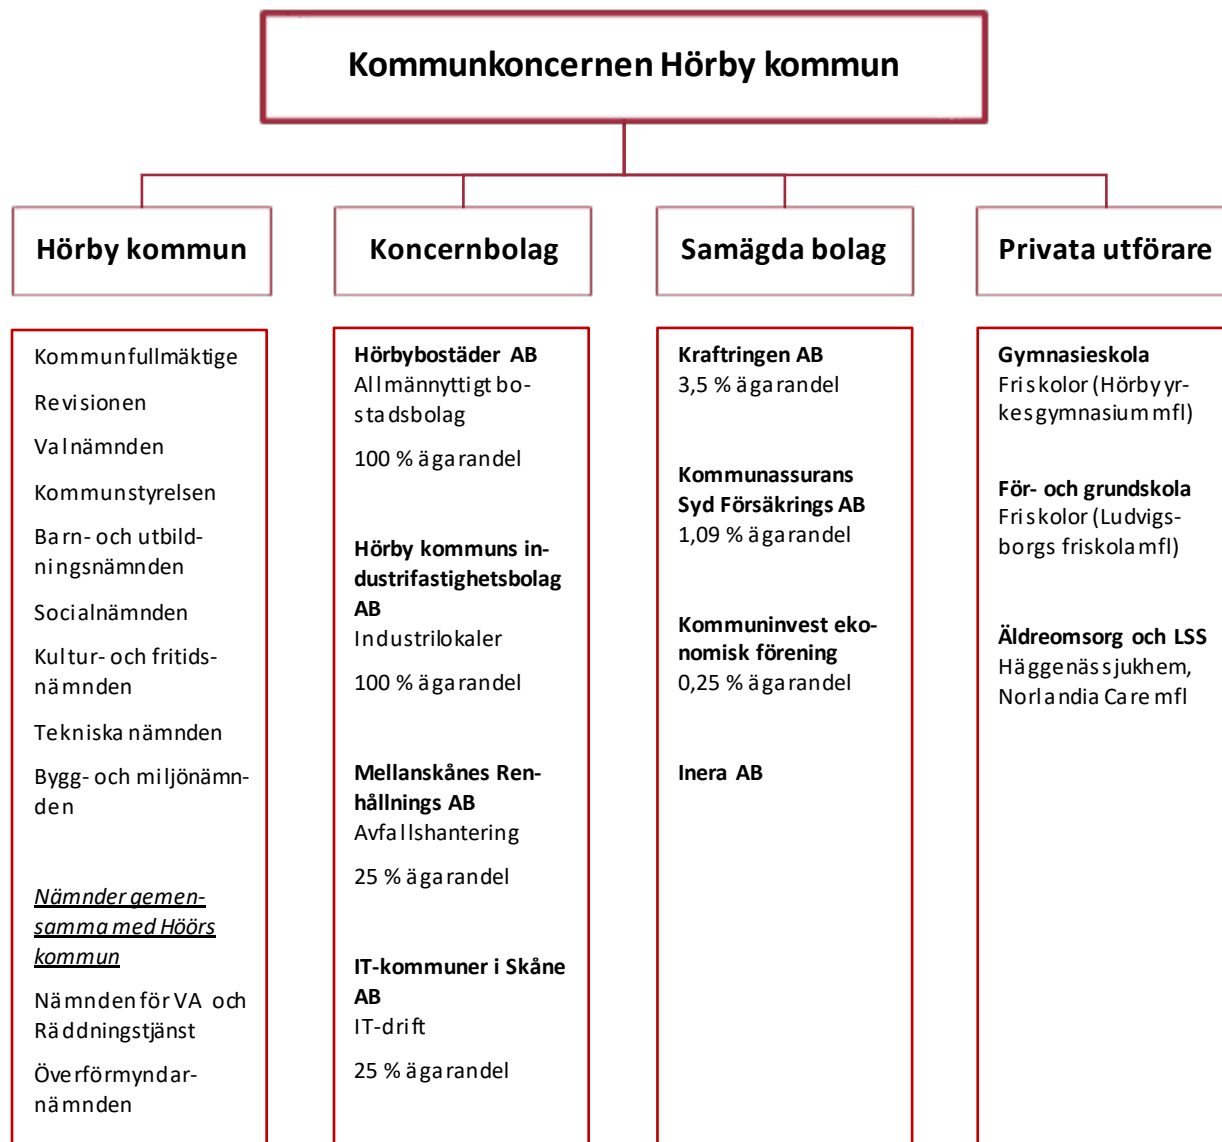 Kommunkoncernen Hörby kommun
Hörby kommun
Kommunfullmäktige
Revisionen
Valnämnden
Kommunstyrelsen
Barn- och utbild-
ningsnämnden
Socialnämnden
Kultur- och fritids-
nämnden
Tekniska nämnden
Bygg- och miljönämn-
den
Nämnder gemen-
samma med Höörs
kommun
Nämnden för VA och
Räddningstjänst
Överförmyndar-
nämnden
Koncernbolag
Hörbybostäder AB
Allmännyttigt bo-
stadsbolag
100 % ägarandel
Hörby kommuns in-
dustrifastighetsbolag
AB
Industrilokaler
100 % ägarandel
Mellanskånes Ren-
hållnings AB
Avfallshantering
25 % ägarandel
IT-kommuner i Skåne
AB
IT-drift
25 % ägarandel
Samägda bolag
Kraftringen AB
3,5 % ägarandel
Kommunassurans
Syd Försäkrings AB
1,09 % ägarandel
Kommuninvest eko-
nomisk förening
0,25 % ägarandel
Inera AB
Privata utförare
Gymnasieskola
Friskolor (Hörby yr-
kesgymnasium mfl)
För- och grundskola
Friskolor (Ludvigs-
borgs friskola mfl)
Äldreomsorg och LSS
Häggenäs sjukhem,
Norlandia Care mfl